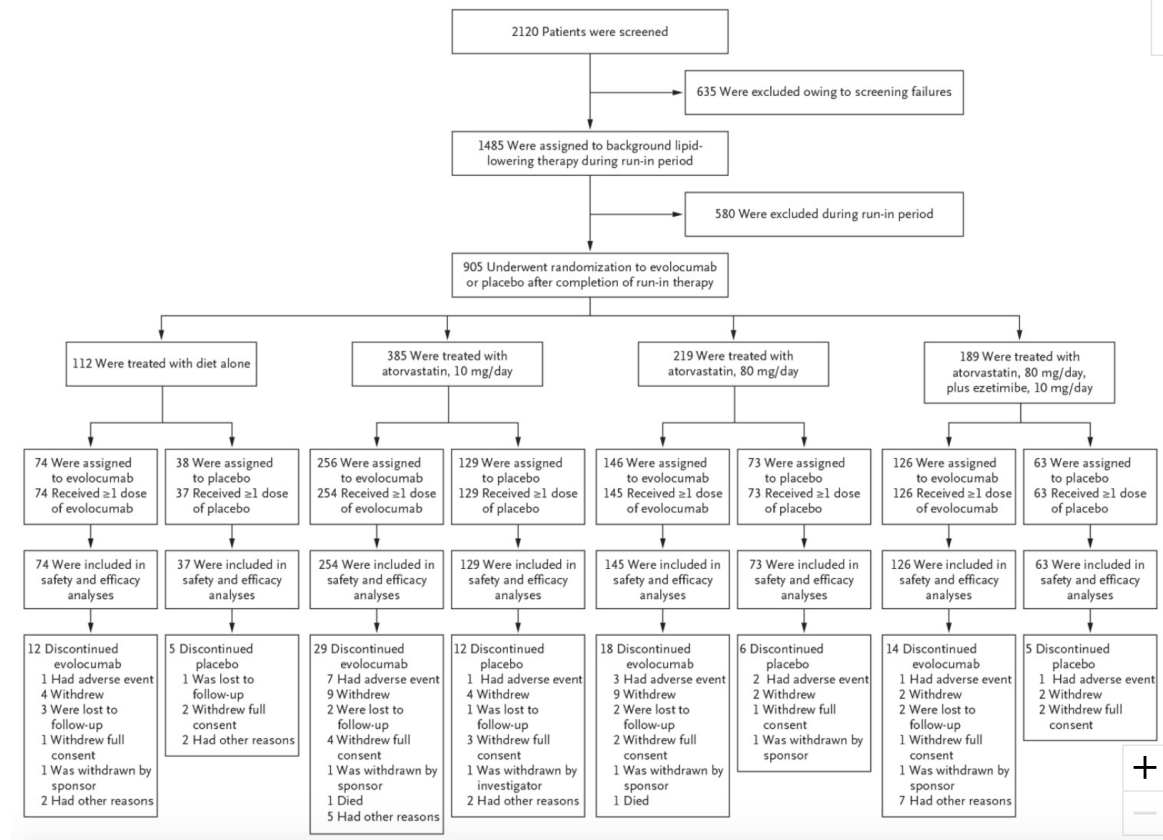 2120 Patients were screened
635 Were excluded owing to screening failures
1485 Were assigned to background lipid-
lowering therapy during run-in period
580 Were excluded during run-in period
905 Underwent randomization to evolocumab
or placebo after completion of run-in therapy
112 Were treated with diet alone
385 Were treated with
atorvastatin, 10 mg/day
219 Were treated with
atorvastatin, 80 mg/day
189 Were treated with
atorvastatin, 80 mg/day,
plus ezetimibe, 10 mg/day
74 Were assigned
to evolocumab
74 Received ≥1 dose
of evolocumab
38 Were assigned
to placebo
37 Received ≥1 dose
of placebo
256 Were assigned
to evolocumab
254 Received ≥1 dose
of evolocumab
129 Were assigned
to placebo
129 Received ≥1 dose
of placebo
146 Were assigned
to evolocumab
145 Received ≥1 dose
of evolocumab
73 Were assigned
to placebo
73 Received ≥1 dose
of placebo
126 Were assigned
to evolocumab
126 Received ≥1 dose
of evolocumab
63 Were assigned
to placebo
63 Received ≥1 dose
of placebo
74 Were included in
safety and efficacy
analyses
37 Were included in
safety and efficacy
analyses
254 Were included in
safety and efficacy
analyses
129 Were included in
safety and efficacy
analyses
145 Were included in
safety and efficacy
analyses
73 Were included in
safety and efficacy
analyses
126 Were included in
safety and efficacy
analyses
63 Were included in
safety and efficacy
analyses
12 Discontinued
evolocumab
1 Had adverse event
4 Withdrew
3 Were lost to
follow-up
1 Withdrew full
consent
1 Was withdrawn by
sponsor
2 Had other reasons
5 Discontinued
placebo
1 Was lost to
follow-up
2 Withdrew full
consent
2 Had other reasons
29 Discontinued
evolocumab
7 Had adverse event
9 Withdrew
2 Were lost to
follow-up
4 Withdrew full
consent
1 Was withdrawn by
sponsor
1 Died
5 Had other reasons
12 Discontinued
placebo
1 Had adverse event
4 Withdrew
1 Was lost to
follow-up
3 Withdrew full
consent
1 Was withdrawn by
investigator
2 Had other reasons
18 Discontinued
evolocumab
3 Had adverse event
9 Withdrew
2 Were lost to
follow-up
2 Withdrew full
consent
1 Was withdrawn by
sponsor
1 Died
6 Discontinued
placebo
2 Had adverse event
2 Withdrew
1 Withdrew full
consent
1 Was withdrawn by
sponsor
14 Discontinued
evolocumab
1 Had adverse event
2 Withdrew
2 Were lost to
follow-up
1 Withdrew full
consent
1 Was withdrawn by
sponsor
7 Had other reasons
5 Discontinued
placebo
1 Had adverse event
2 Withdrew
2 Withdrew full
consent